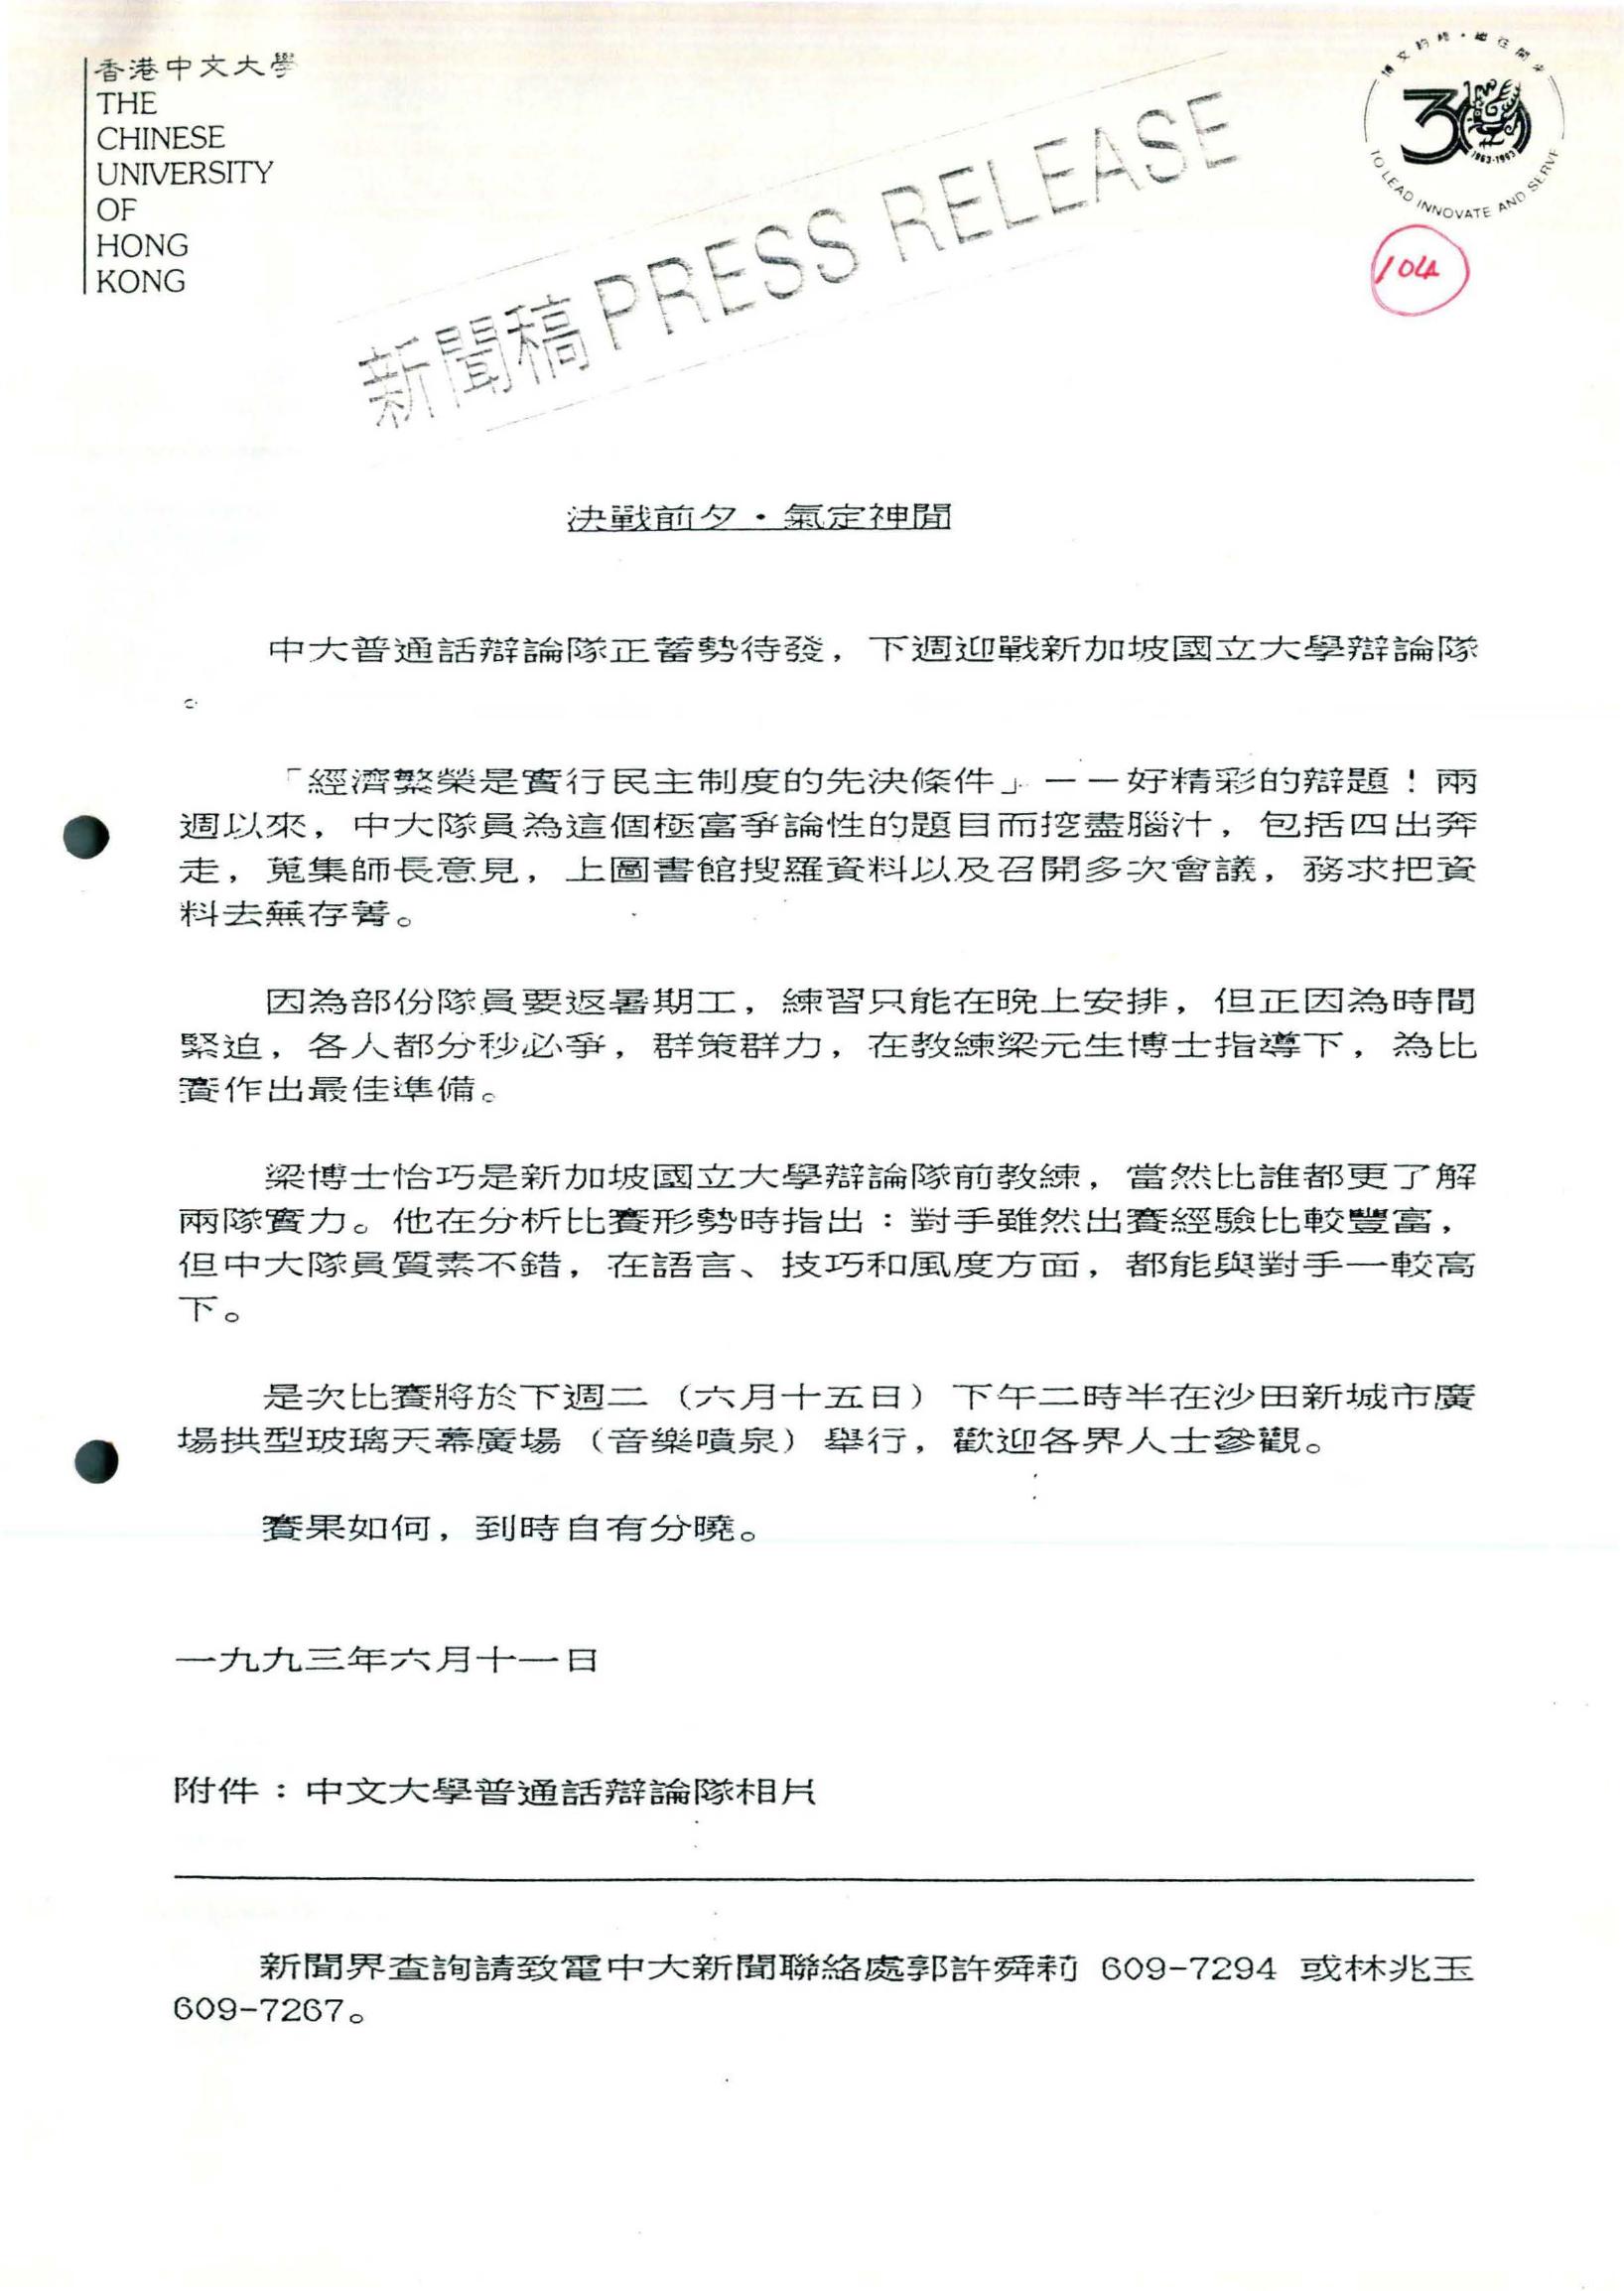 香港中文大學
THE
CHINESE
UNIVERSITY
OF
HONG
KONG
博文約禮·繼往開來
30
1963-1993
TO LEAD INNOVATE AND SERVE
104
新聞稿 PRESS RELEASE
決戰前夕·氣定神閒
中大普通話辯論隊正蓄勢待發，下週迎戰新加坡國立大學辯論隊
。
「經濟繁榮是實行民主制度的先決條件」－－好精彩的辯題！兩
週以來，中大隊員為這個極富爭論性的題目而挖盡腦汁，包括四出奔
走，蒐集師長意見，上圖書館搜羅資料以及召開多次會議，務求把資
料去蕪存菁。
因為部份隊員要返暑期工，練習只能在晚上安排，但正因為時間
緊迫，各人都分秒必爭，群策群力，在教練梁元生博士指導下，為比
賽作出最佳準備。
梁博士恰巧是新加坡國立大學辯論隊前教練，當然比誰都更了解
兩隊實力。他在分析比賽形勢時指出：對手雖然出賽經驗比較豐富，
但中大隊員質素不錯，在語言、技巧和風度方面，都能與對手一較高
下。
是次比賽將於下週二（六月十五日）下午二時半在沙田新城市廣
場拱型玻璃天幕廣場（音樂噴泉）舉行，歡迎各界人士參觀。
賽果如何，到時自有分曉。
一九九三年六月十一日
附件：中文大學普通話辯論隊相片
新聞界查詢請致電中大新聞聯絡處郭許舜莉 609-7294 或林兆玉
609-7267。